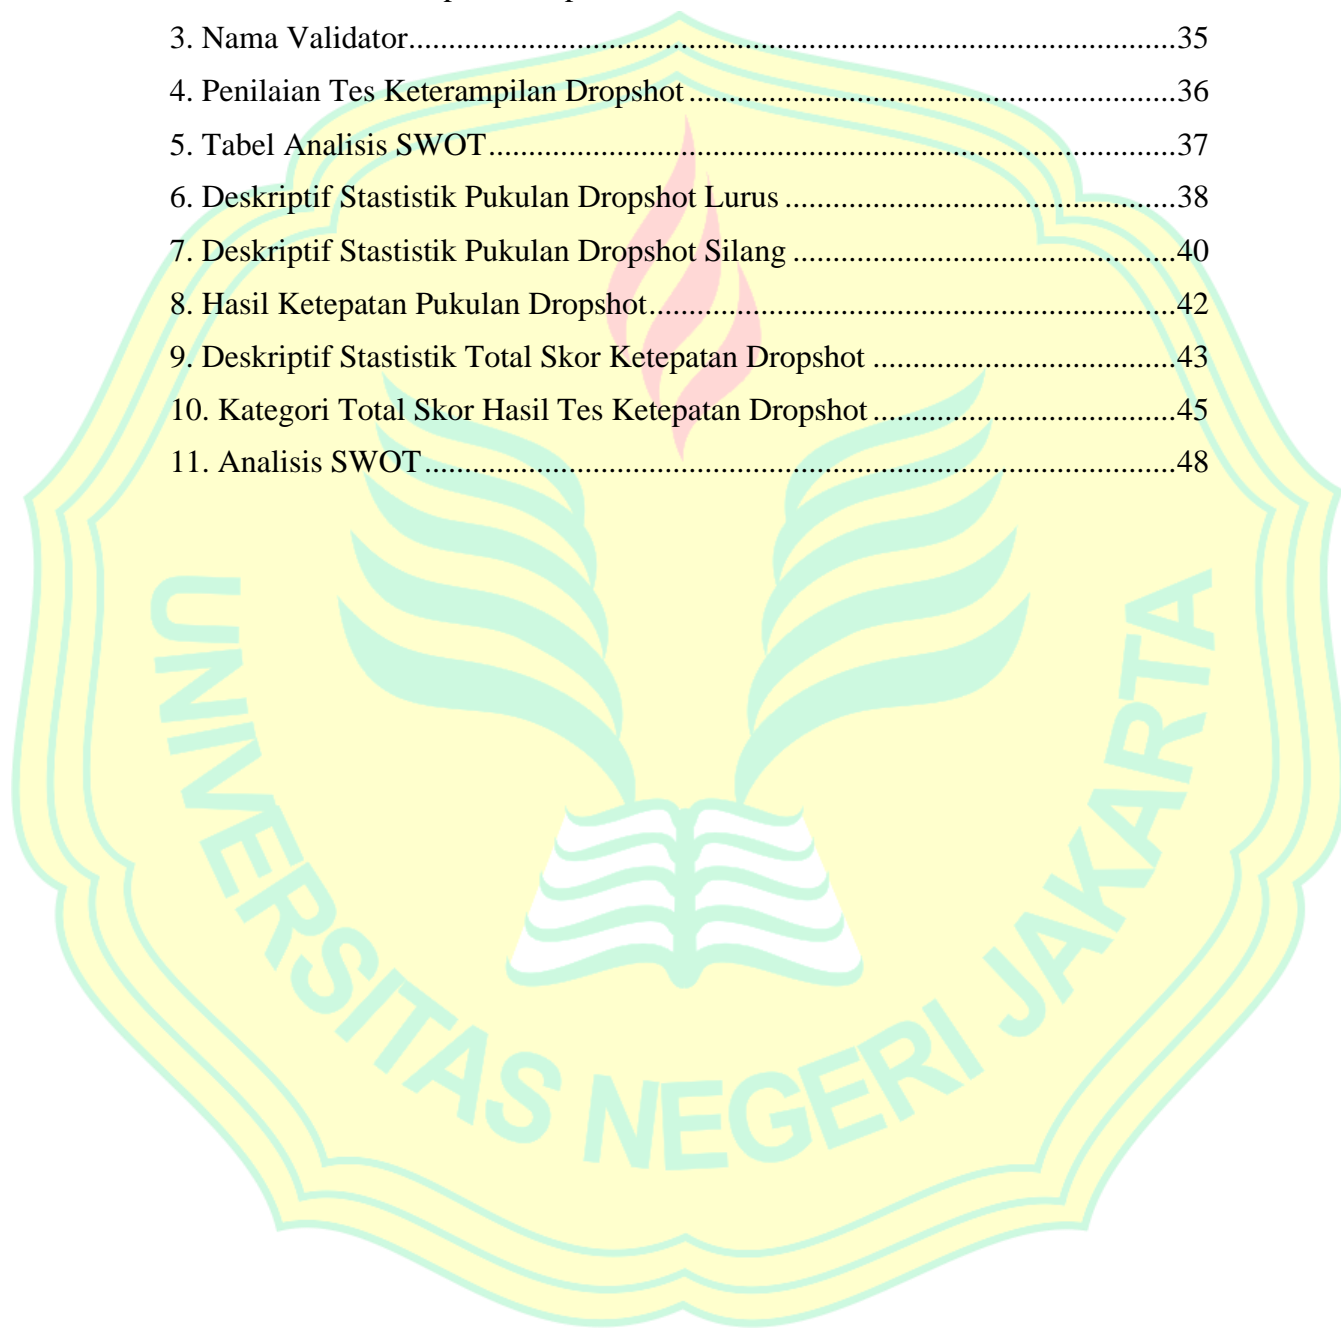 3. Nama Validator...............................................................................................35
4. Penilaian Tes Keterampilan Dropshot............................................................36
5. Tabel Analisis SWOT.....................................................................................37
6. Deskriptif Stastistik Pukulan Dropshot Lurus................................................38
7. Deskriptif Stastistik Pukulan Dropshot Silang...............................................40
8. Hasil Ketepatan Pukulan Dropshot.................................................................42
9. Deskriptif Stastistik Total Skor Ketepatan Dropshot......................................43
10. Kategori Total Skor Hasil Tes Ketepatan Dropshot.....................................45
11. Analisis SWOT.............................................................................................48
UNIVERSITAS NEGERI JAKARTA